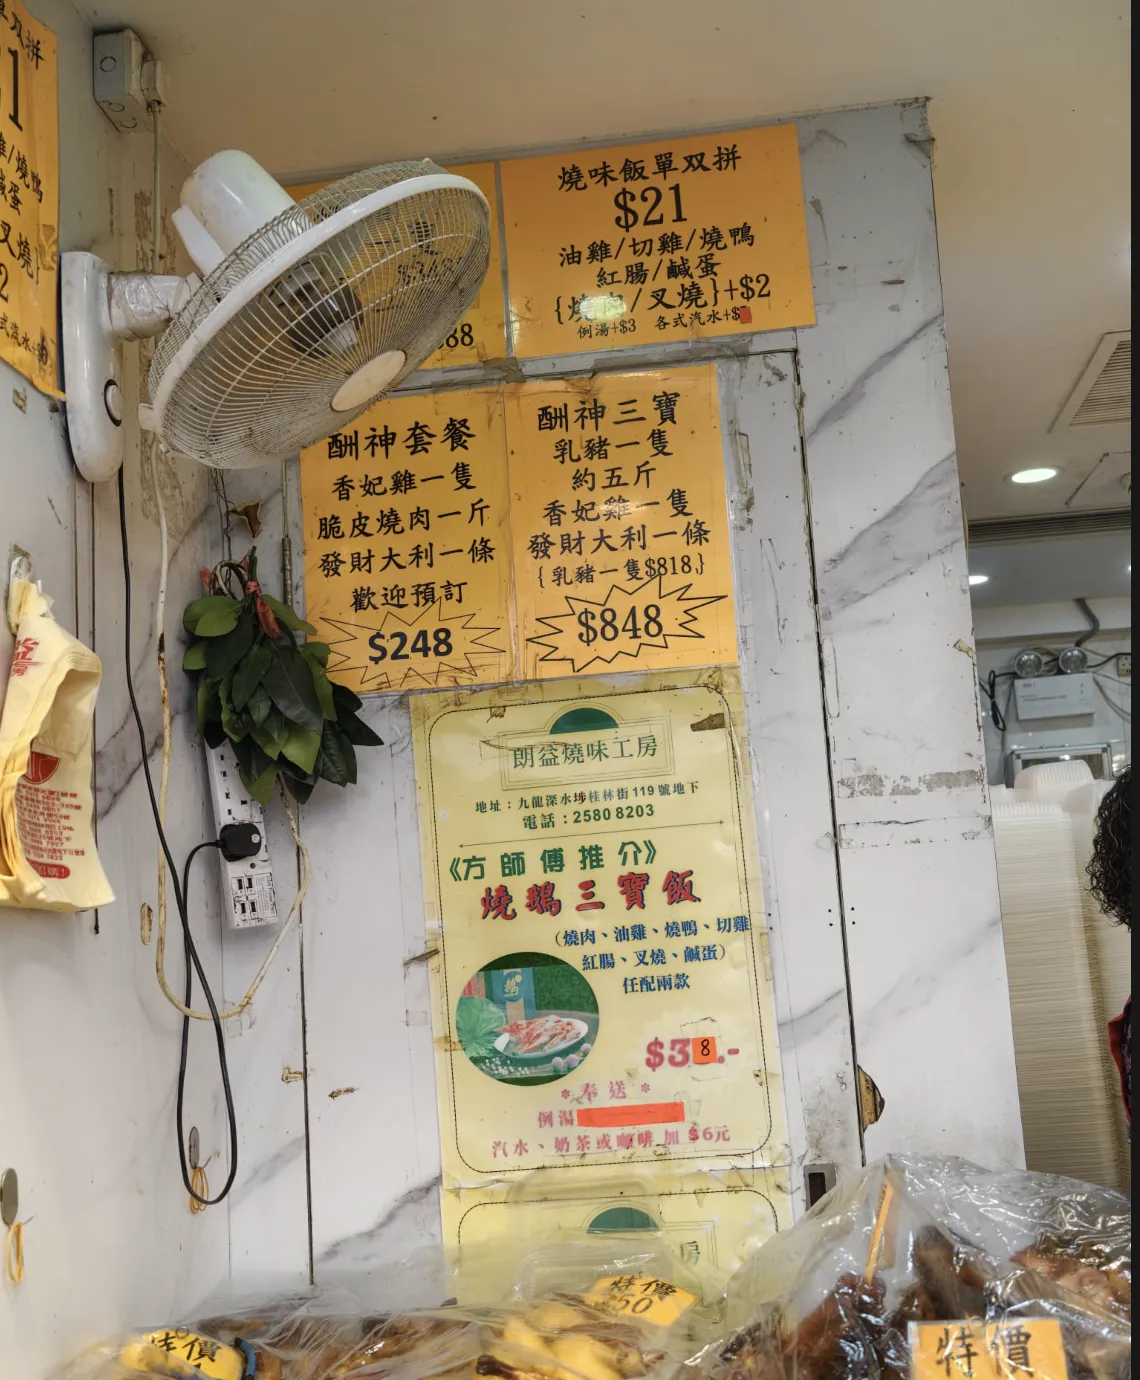 双拼
燒味飯單双拼
$21
油雞/切雞/燒鴨
紅腸/鹹蛋
{燒肉/叉燒}+$2
例湯+$3 各式汽水+$
88
酬神套餐
香妃雞一隻
脆皮燒肉一斤
發財大利一條
歡迎預訂
$248
酬神三寶
乳豬一隻
約五斤
香妃雞一隻
發財大利一條
{乳豬一隻$818}
$848
朗益燒味工房
地址：九龍深水埗桂林街119號地下
電話：2580 8203
《方師傅推介》
燒鵝三寶飯
(燒肉、油雞、燒鴨、切雞
紅腸、叉燒、鹹蛋)
任配兩款
$38.-
*奉送*
例湯
汽水、奶茶或咖啡 加 $6元
房
特價
50
特價
特價